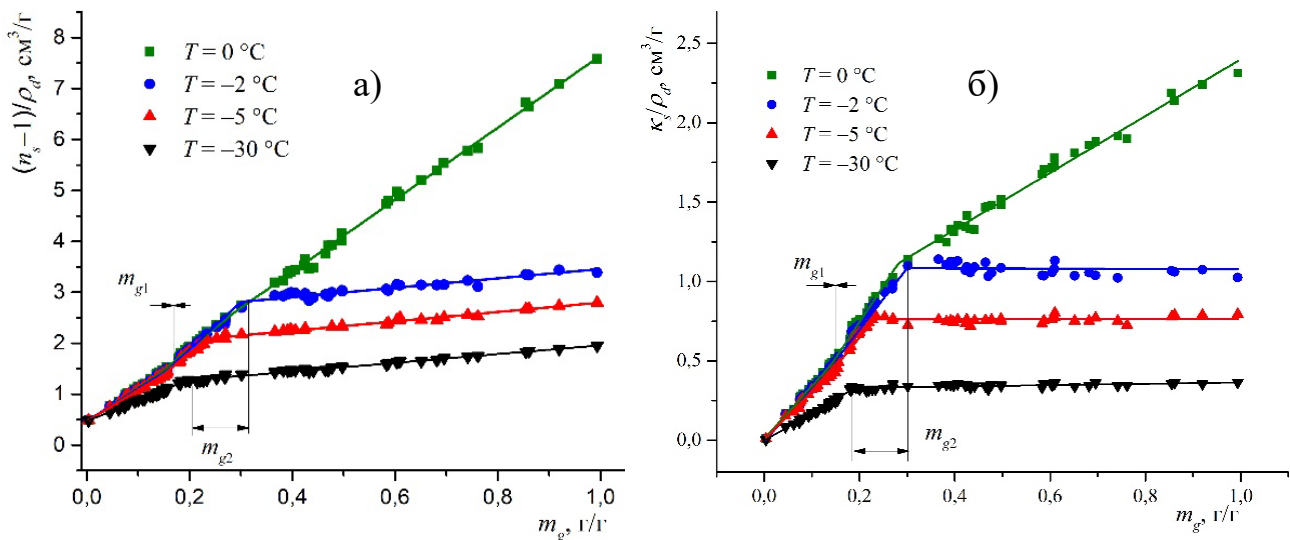 а)
(n_s–1)/ρ_d, см³/г
T = 0 °C
T = –2 °C
T = –5 °C
T = –30 °C
m_g1
m_g2
8
7
6
5
4
3
2
1
0
0,0 0,2 0,4 0,6 0,8 1,0
m_g, г/г
б)
κ_s/ρ_d, см³/г
T = 0 °C
T = –2 °C
T = –5 °C
T = –30 °C
m_g1
m_g2
2,5
2,0
1,5
1,0
0,5
0,0
0,0 0,2 0,4 0,6 0,8 1,0
m_g, г/г